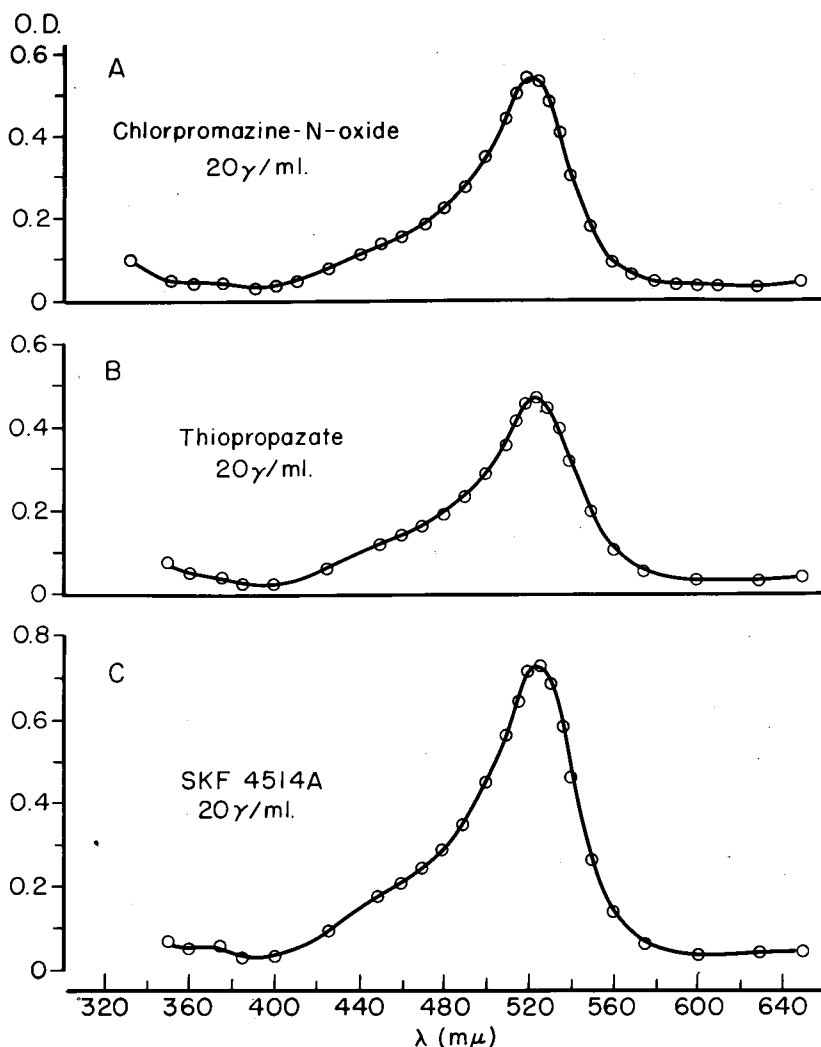 O.D.
0.6
A
Chlorpromazine-N-oxide
20γ/ml.
0.4
0.2
0
0.6
B
Thiopropazate
20γ/ml.
0.4
0.2
0
0.8
C
0.6
SKF 4514A
20γ/ml.
0.4
0.2
0
320 360 400 440 480 520 560 600 640
λ (mμ)